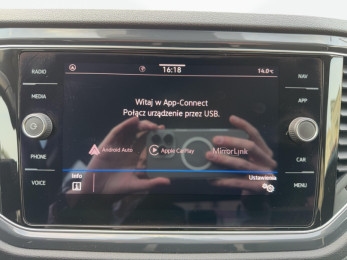 RADIO
MEDIA
PHONE
VOICE
16:18
14.0°C
Witaj w App-Connect
Połącz urządzenie przez USB.
Android Auto
Apple CarPlay
MirrorLink
Info
Ustawienia
NAV
APP
CAR
MENU